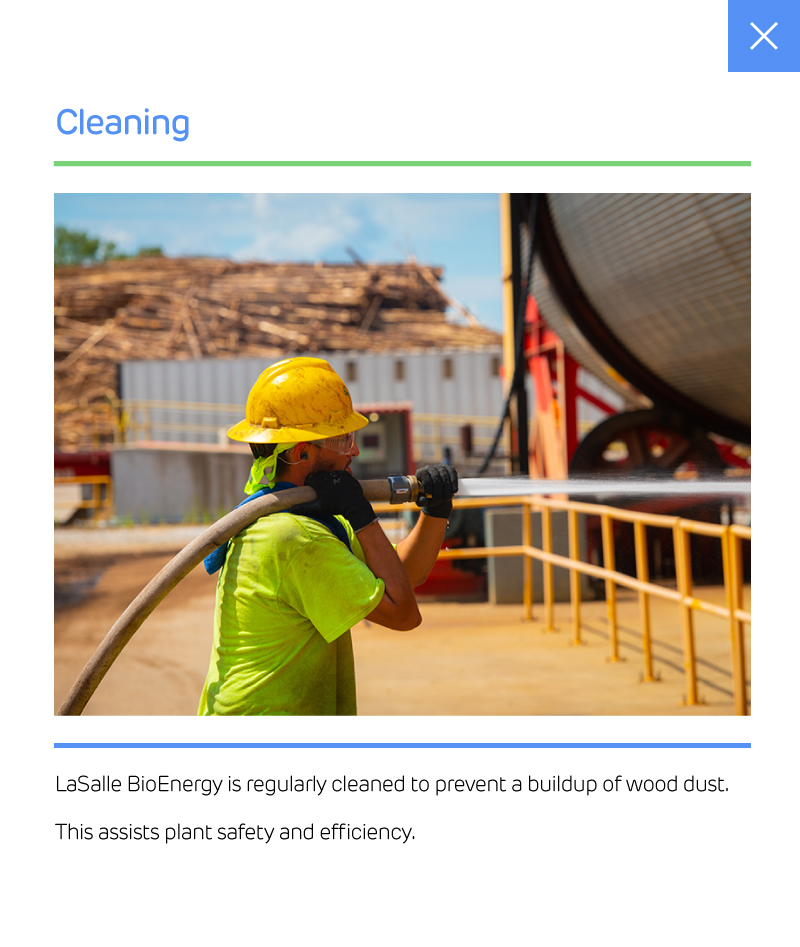 Cleaning
LaSalle BioEnergy is regularly cleaned to prevent a buildup of wood dust.
This assists plant safety and efficiency.